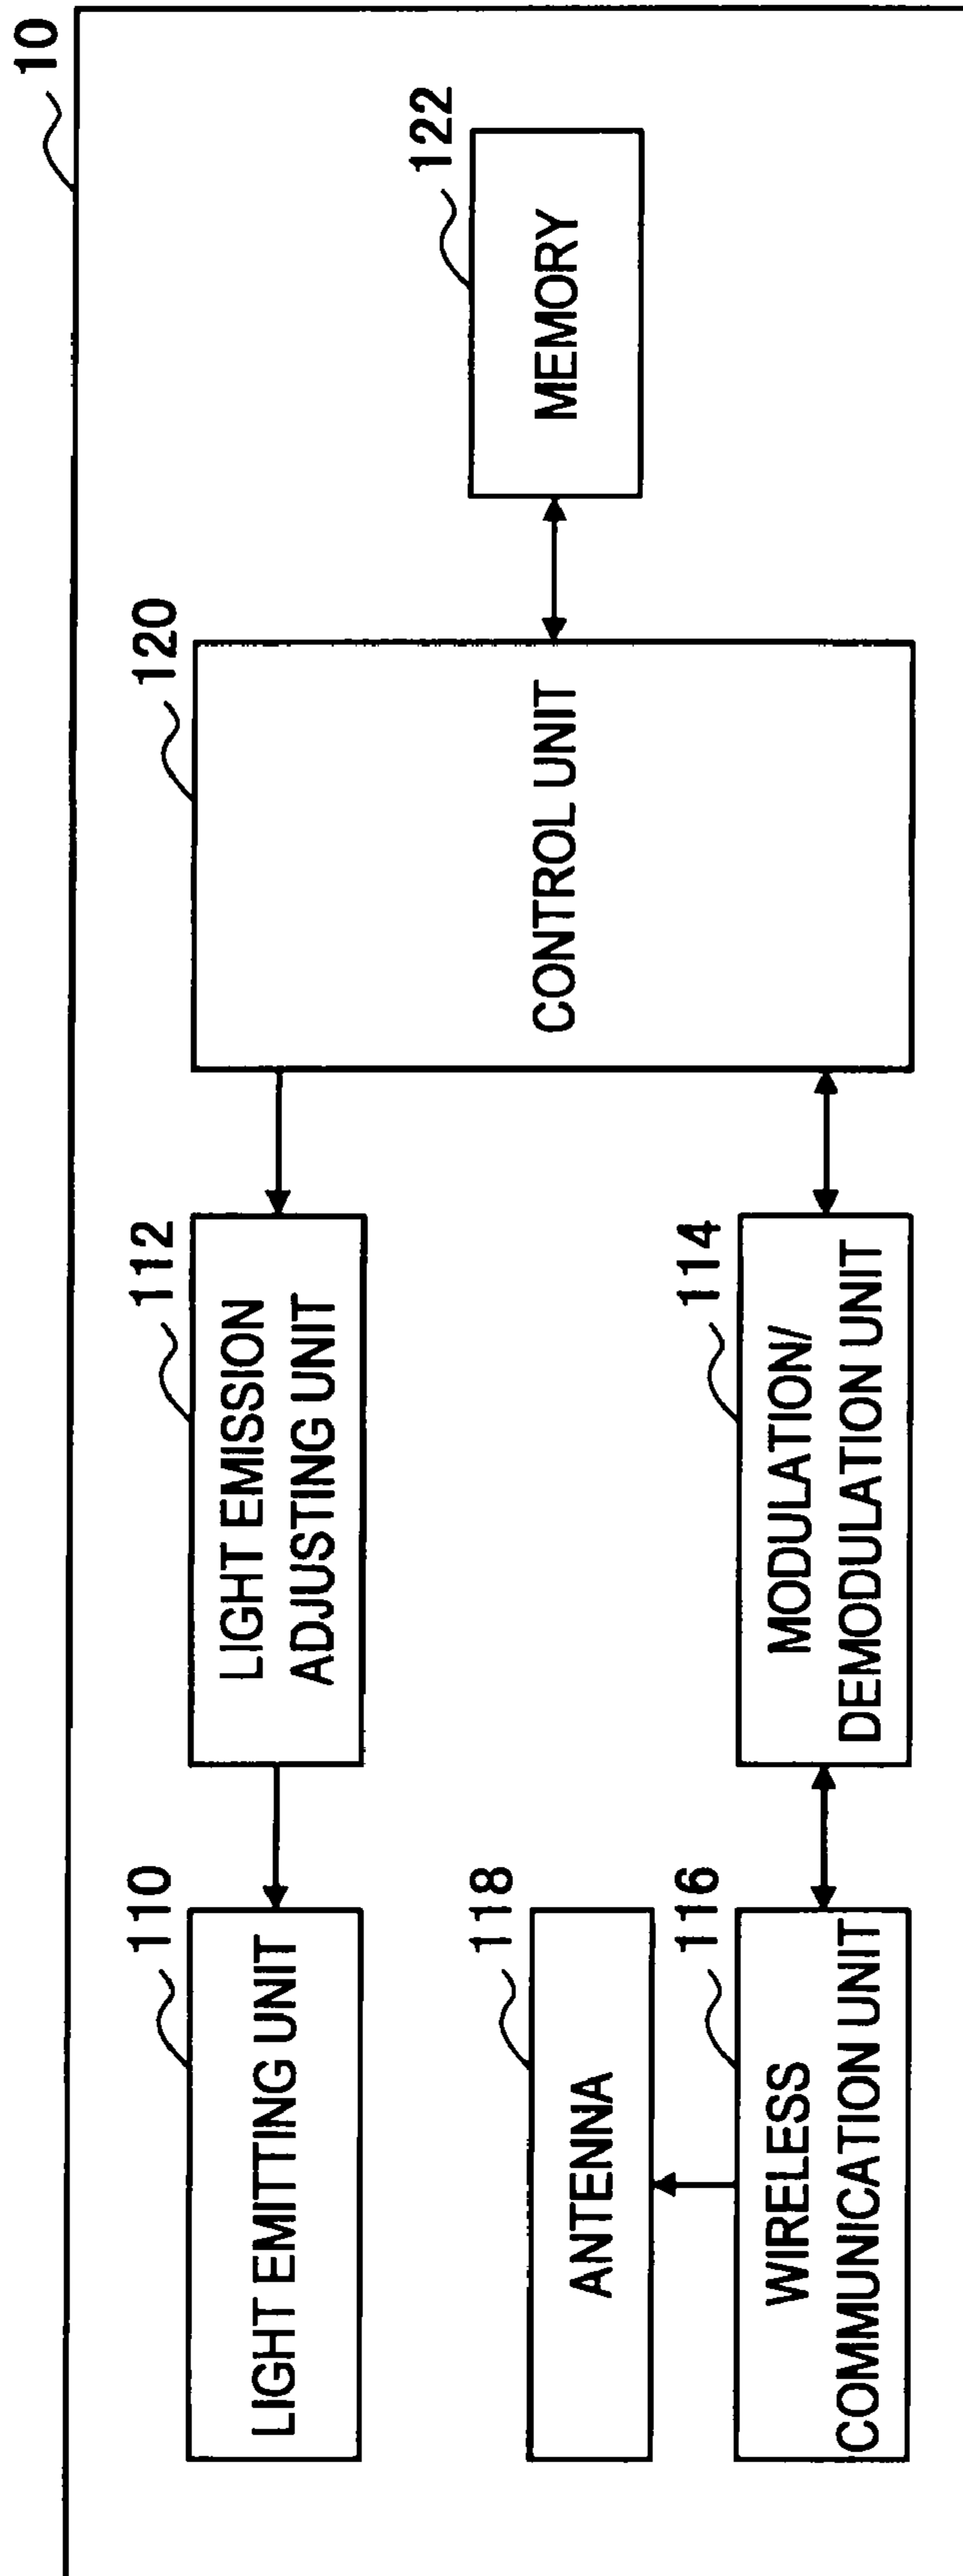 10
110
LIGHT EMITTING UNIT
112
LIGHT EMISSION
ADJUSTING UNIT
120
CONTROL UNIT
122
MEMORY
118
ANTENNA
116
WIRELESS
COMMUNICATION UNIT
114
MODULATION/
DEMODULATION UNIT